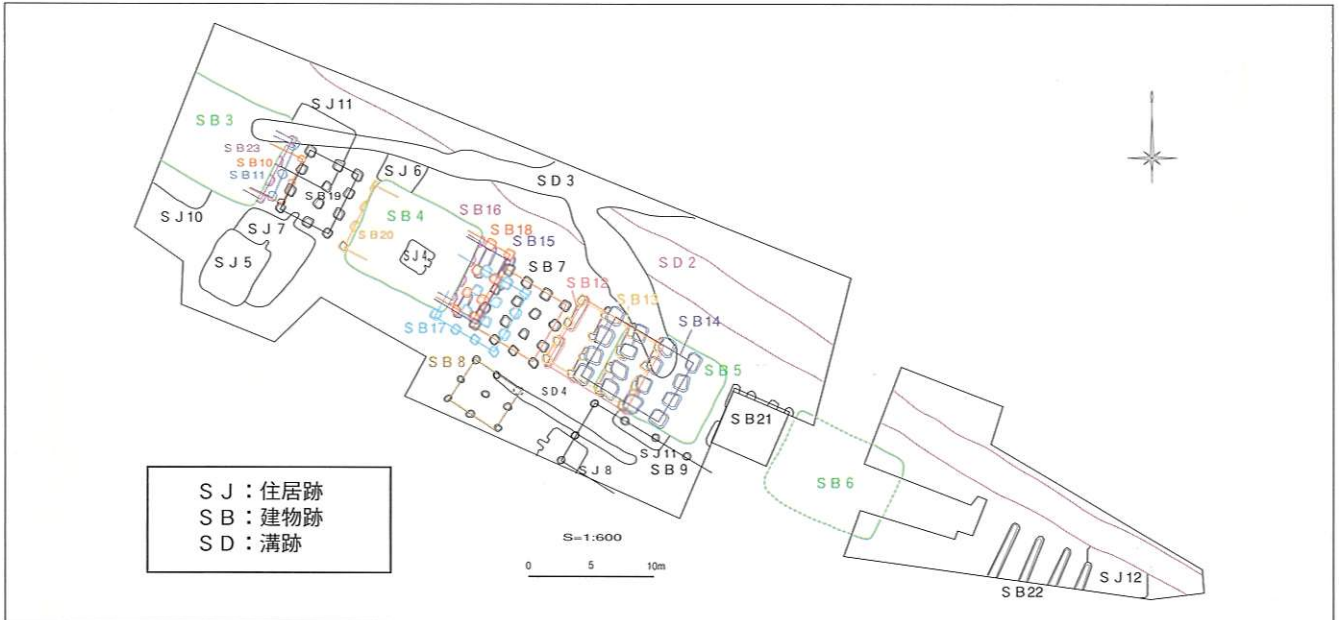 SJ11
SB3
SB23
SB10
SB11
SB19
SJ6
SD3
SJ10
SJ7
SJ5
SB20
SB4
SJ4
SB16
SB18
SB15
SB7
SB17
SB12
SB13
SB14
SD2
SB5
SB8
SD4
SB21
SJ11
SB9
SJ8
SB6
SB22
SJ12
SJ：住居跡
SB：建物跡
SD：溝跡
S=1:600
0 5 10m